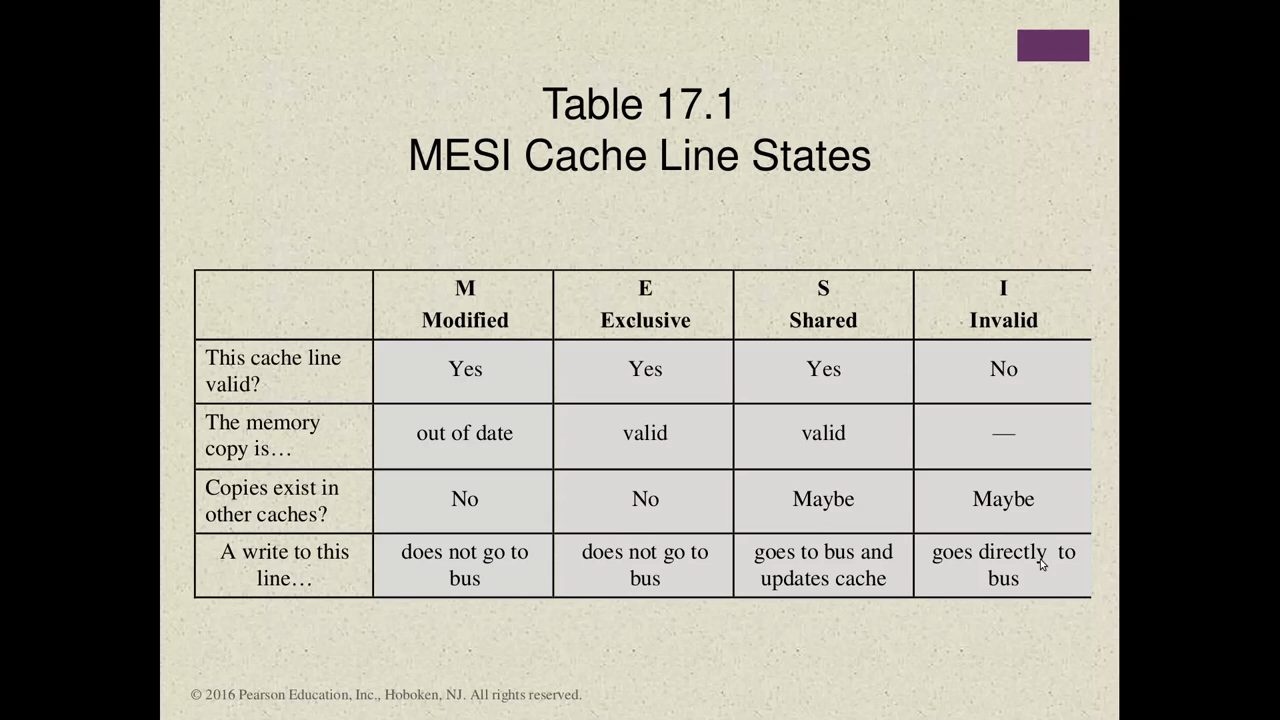 Table 17.1
MESI Cache Line States
M
Modified
E
Exclusive
S
Shared
I
Invalid
This cache line
valid?
Yes
Yes
Yes
No
The memory
copy is…
out of date
valid
valid
—
Copies exist in
other caches?
No
No
Maybe
Maybe
A write to this
line…
does not go to
bus
does not go to
bus
goes to bus and
updates cache
goes directly to
bus
© 2016 Pearson Education, Inc., Hoboken, NJ. All rights reserved.